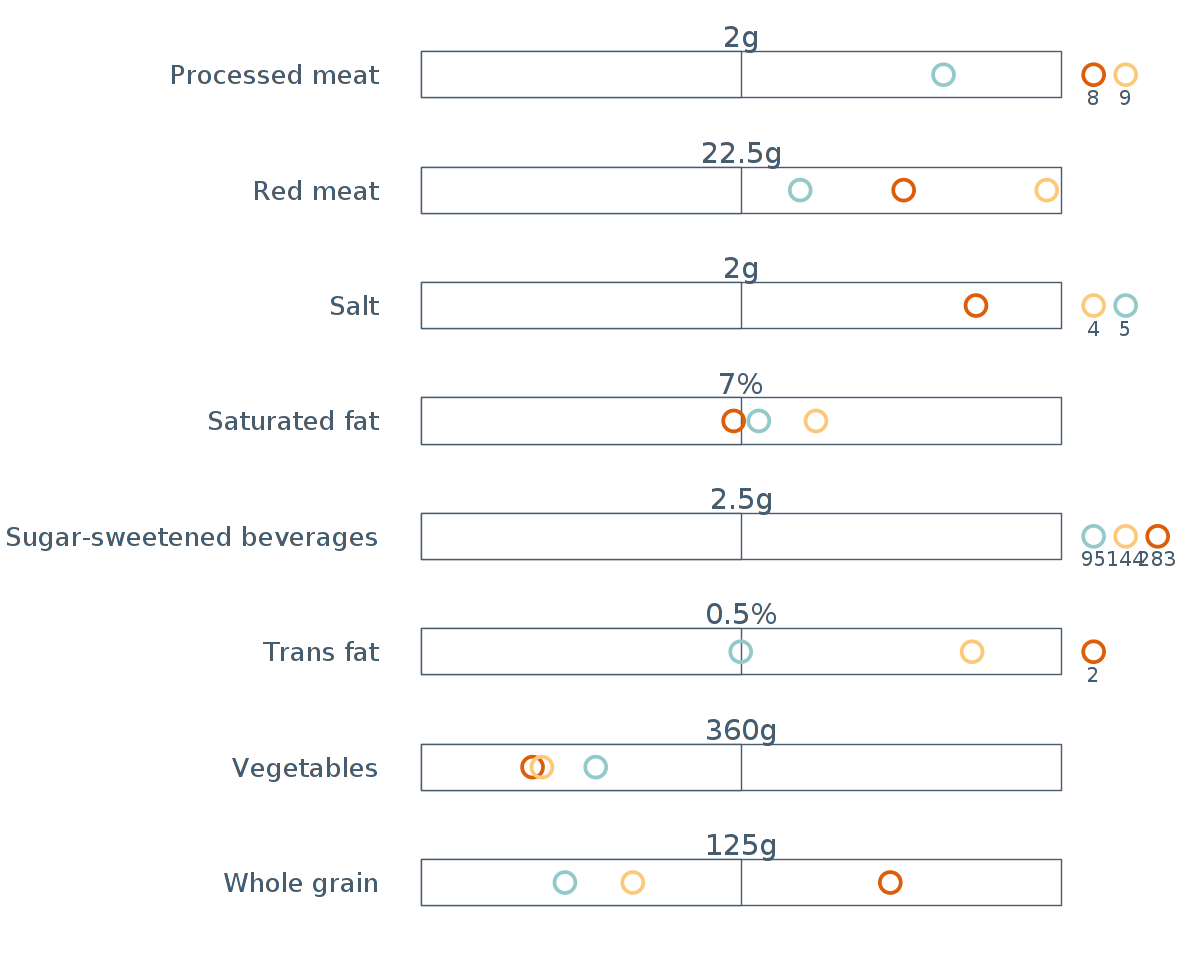 2g
Processed meat
8 9
22.5g
Red meat
2g
Salt
4 5
7%
Saturated fat
2.5g
Sugar-sweetened beverages
95 144 283
0.5%
Trans fat
2
360g
Vegetables
125g
Whole grain